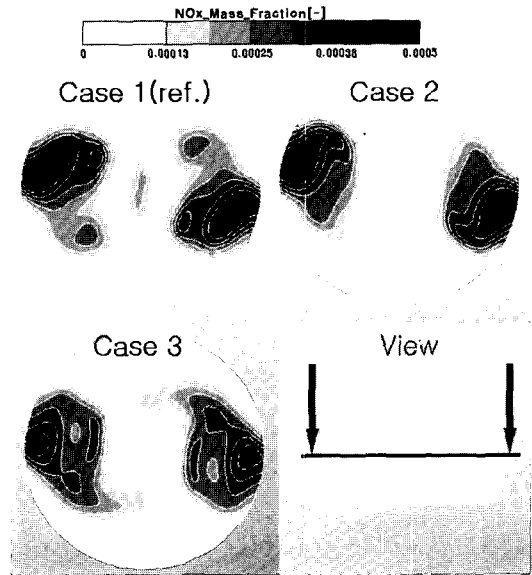 NOx_Mass_Fraction[-]
0 0.00013 0.00025 0.00038 0.0005
Case 1(ref.) Case 2
Case 3 View